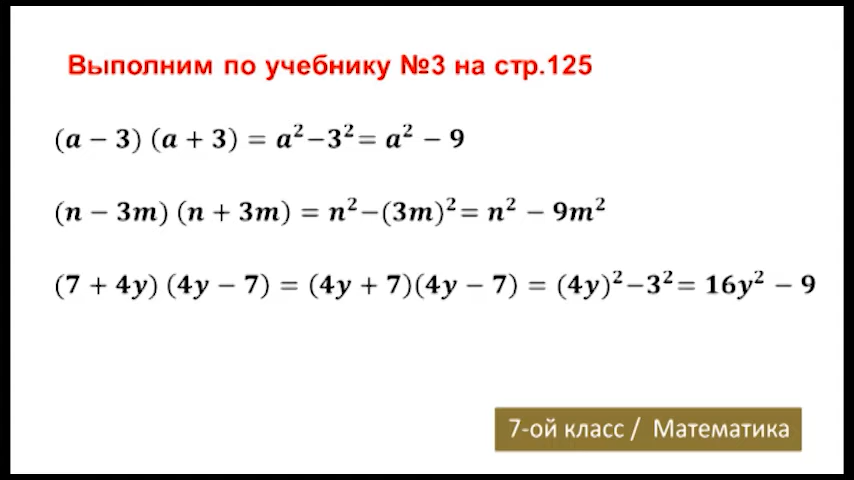 Выполним по учебнику №3 на стр.125
(a − 3) (a + 3) = a²−3²= a² − 9
(n − 3m) (n + 3m) = n²−(3m)²= n² − 9m²
(7 + 4y) (4y − 7) = (4y + 7)(4y − 7) = (4y)²−3²= 16y² − 9
7-ой класс / Математика